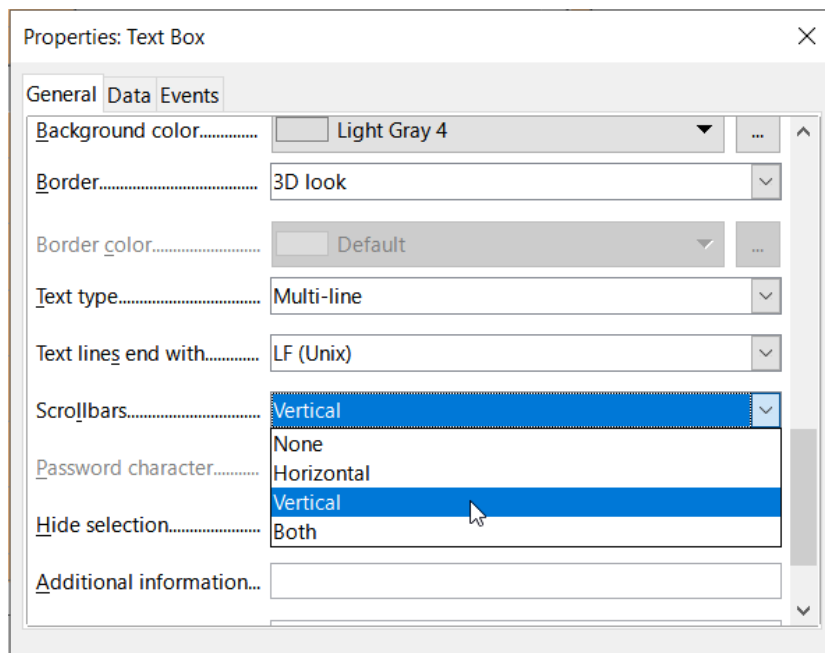 Properties: Text Box
General Data Events
Background color.............. Light Gray 4 ...
Border...................................... 3D look
Border color.......................... Default ...
Text type.................................. Multi-line
Text lines end with............. LF (Unix)
Scrollbars................................ Vertical
None
Horizontal
Password character...........
Vertical
Hide selection......................
Both
Additional information...